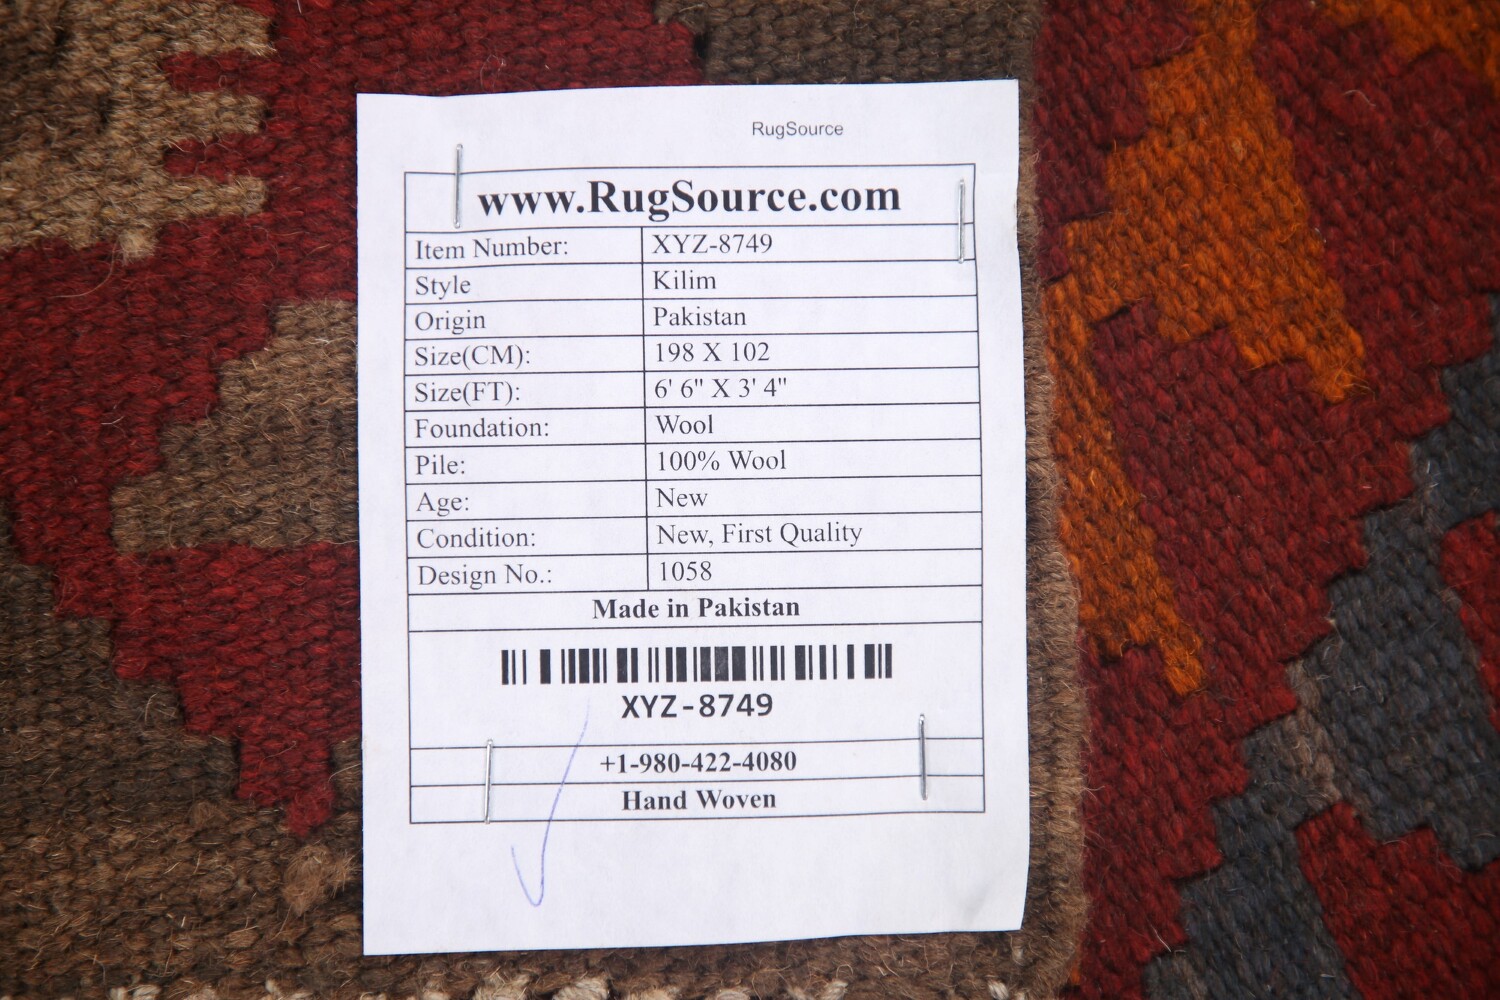 RugSource
www.RugSource.com
Item Number: XYZ-8749
Style Kilim
Origin Pakistan
Size(CM): 198 X 102
Size(FT): 6' 6" X 3' 4"
Foundation: Wool
Pile: 100% Wool
Age: New
Condition: New, First Quality
Design No.: 1058
Made in Pakistan
XYZ-8749
+1-980-422-4080
Hand Woven